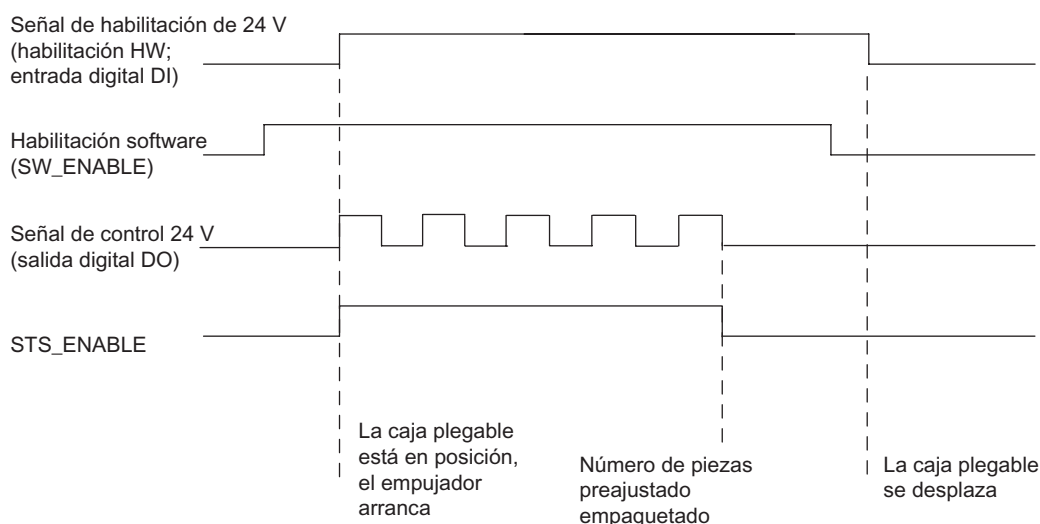 Señal de habilitación de 24 V
(habilitación HW;
entrada digital DI)
Habilitación software
(SW_ENABLE)
Señal de control 24 V
(salida digital DO)
STS_ENABLE
La caja plegable
está en posición,
el empujador
arranca
Número de piezas
preajustado
empaquetado
La caja plegable
se desplaza